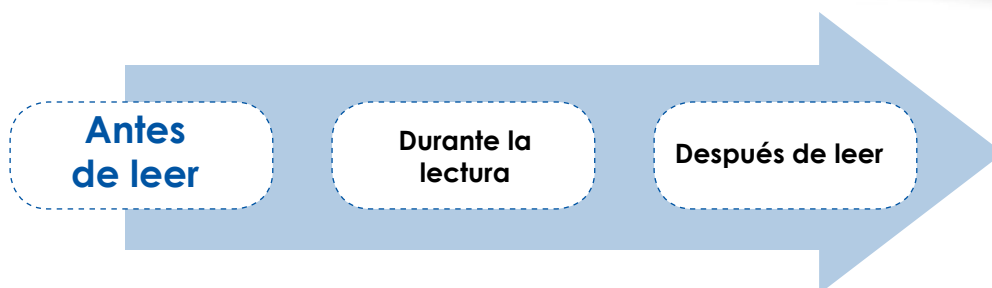 Antes
de leer
Durante la
lectura
Después de leer